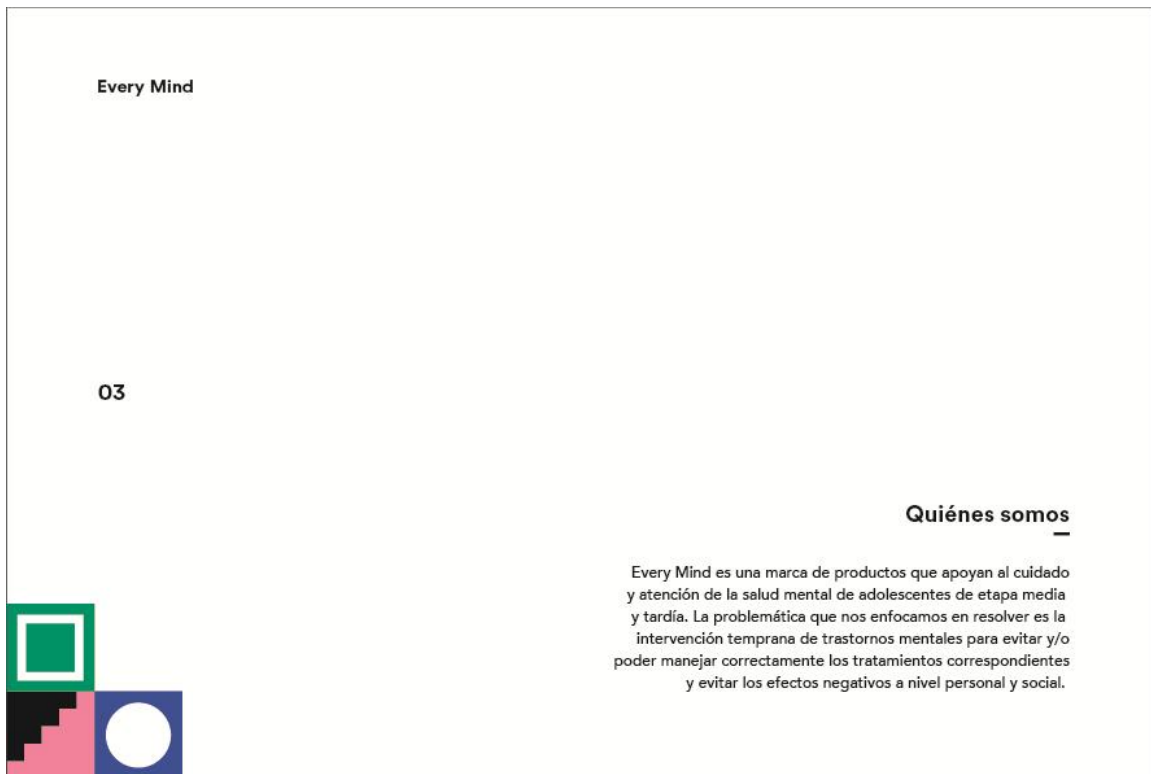 Every Mind
03
Quiénes somos
Every Mind es una marca de productos que apoyan al cuidado
y atención de la salud mental de adolescentes de etapa media
y tardía. La problemática que nos enfocamos en resolver es la
intervención temprana de trastornos mentales para evitar y/o
poder manejar correctamente los tratamientos correspondientes
y evitar los efectos negativos a nivel personal y social.